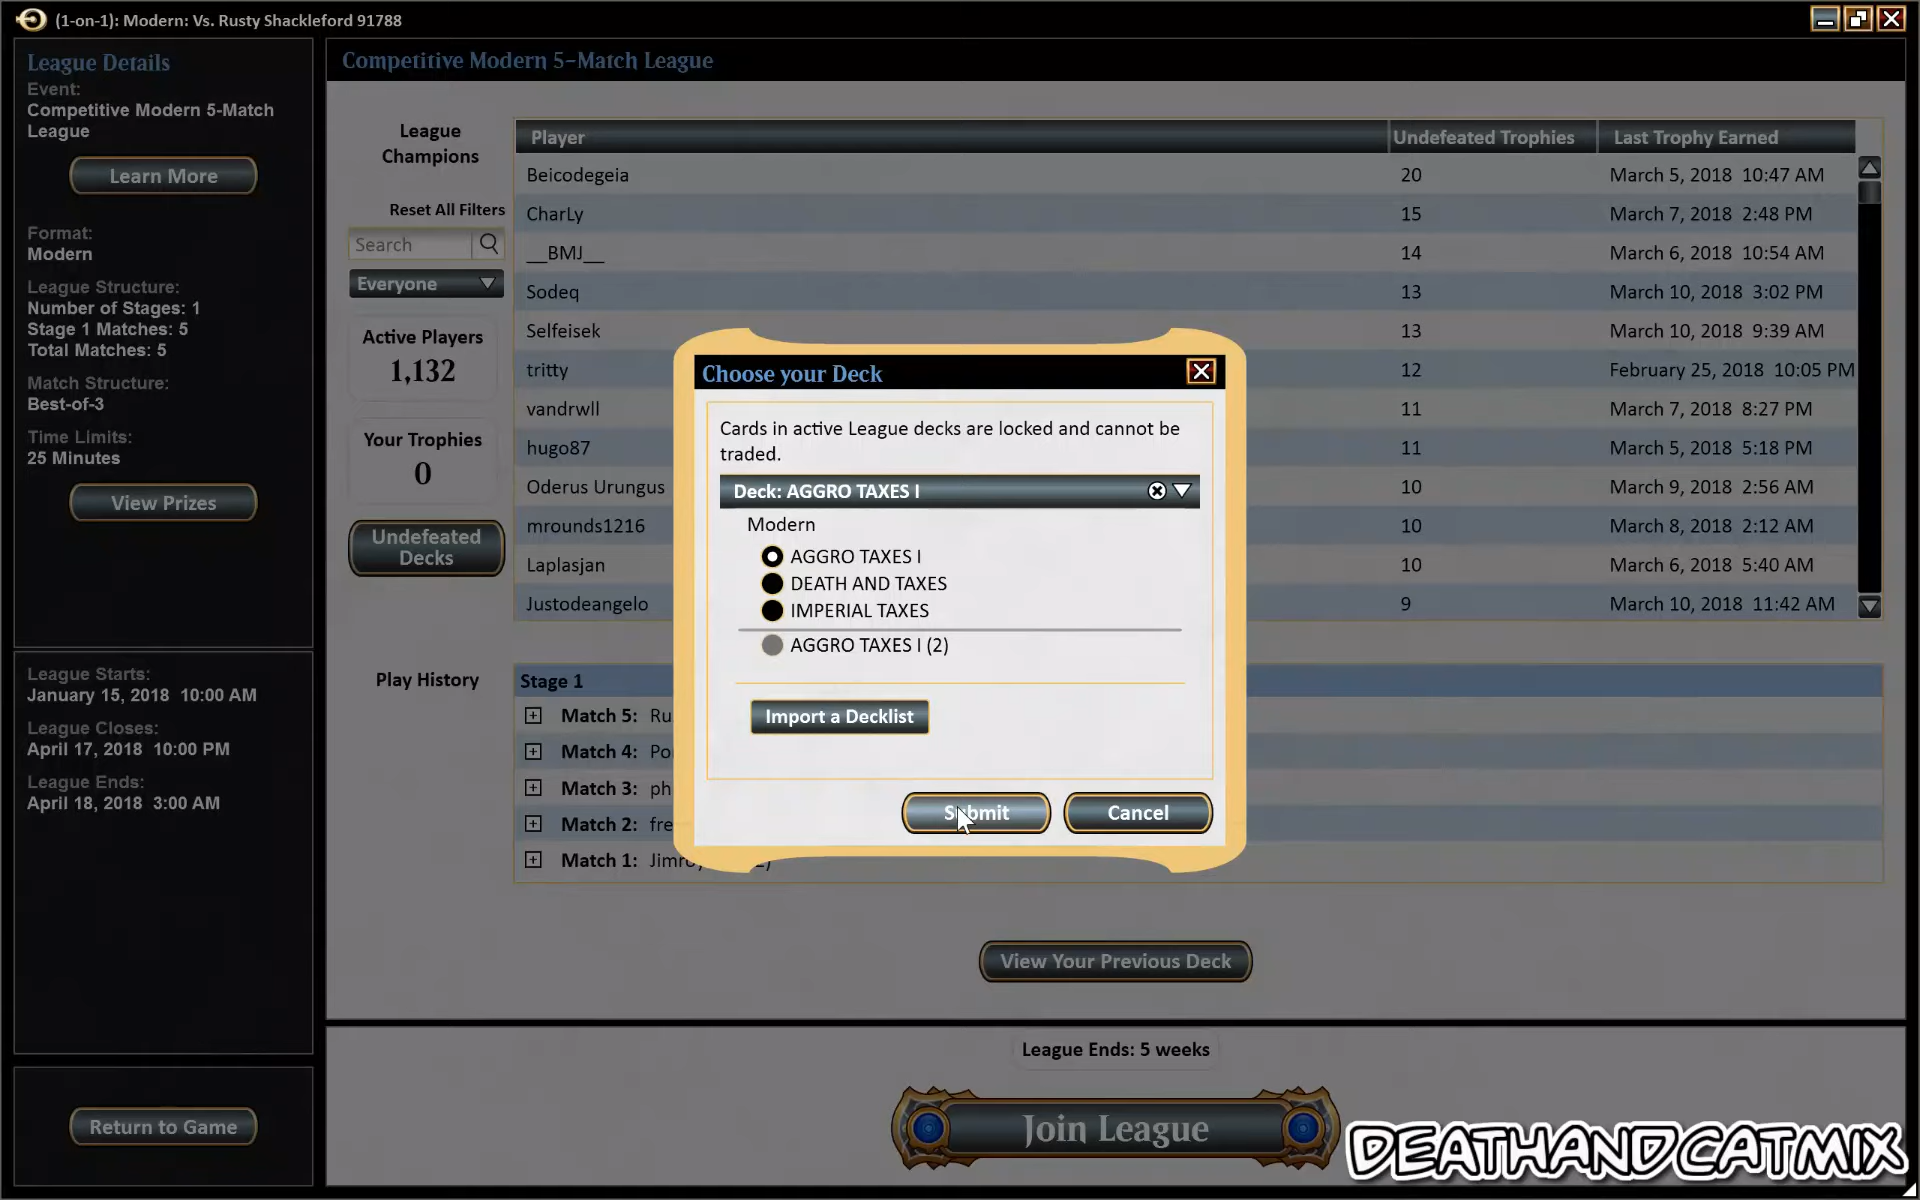 (1-on-1): Modern: Vs. Rusty Shackleford 91788
League Details
Event:
Competitive Modern 5-Match
League
Learn More
Format:
Modern
League Structure:
Number of Stages: 1
Stage 1 Matches: 5
Total Matches: 5
Match Structure:
Best-of-3
Time Limits:
25 Minutes
View Prizes
League Starts:
January 15, 2018 10:00 AM
League Closes:
April 17, 2018 10:00 PM
League Ends:
April 18, 2018 3:00 AM
Return to Game
Competitive Modern 5-Match League
League
Champions
Reset All Filters
Search
Everyone
Active Players
1,132
Your Trophies
0
Undefeated
Decks
Player Undefeated Trophies Last Trophy Earned
Beicodegeia 20 March 5, 2018 10:47 AM
CharLy 15 March 7, 2018 2:48 PM
__BMJ__ 14 March 6, 2018 10:54 AM
Sodeq 13 March 10, 2018 3:02 PM
Selfeisek 13 March 10, 2018 9:39 AM
tritty 12 February 25, 2018 10:05 PM
vandrwll 11 March 7, 2018 8:27 PM
hugo87 11 March 5, 2018 5:18 PM
Oderus Urungus 10 March 9, 2018 2:56 AM
mrounds1216 10 March 8, 2018 2:12 AM
Laplasjan 10 March 6, 2018 5:40 AM
Justodeangelo 9 March 10, 2018 11:42 AM
Choose your Deck
Cards in active League decks are locked and cannot be
traded.
Deck: AGGRO TAXES I
Modern
AGGRO TAXES I
DEATH AND TAXES
IMPERIAL TAXES
AGGRO TAXES I (2)
Import a Decklist
Submit Cancel
Play History
Stage 1
Match 5: Ru
Match 4: Po
Match 3: ph
Match 2: fre
Match 1: Jimr
View Your Previous Deck
League Ends: 5 weeks
Join League
DEATHANDCATMIX